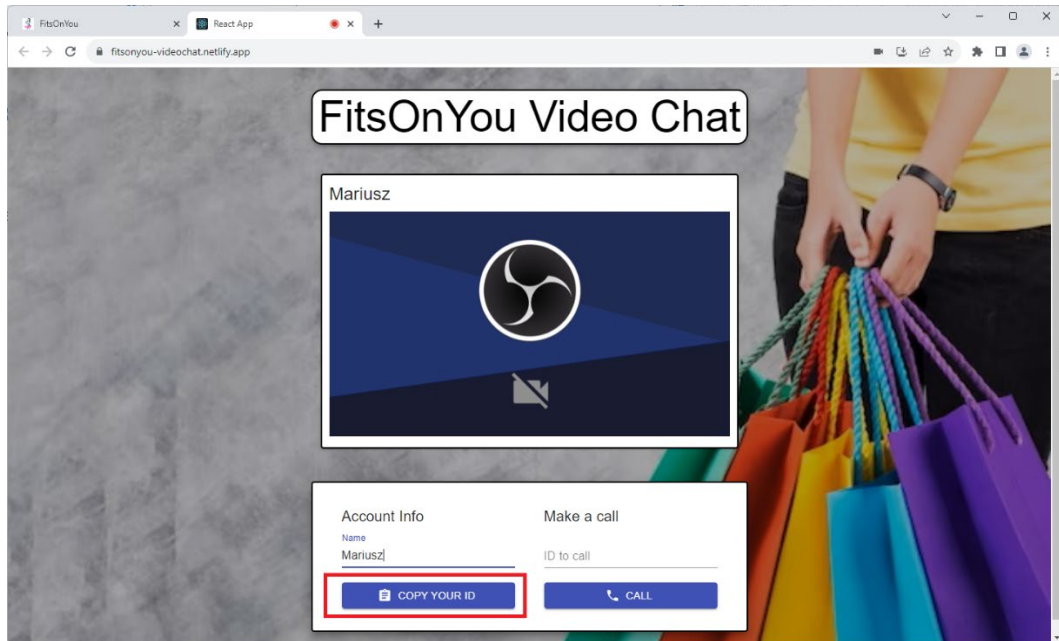 FitsOnYou
React App
fitsonyou-videochat.netlify.app
FitsOnYou Video Chat
Mariusz
Account Info
Make a call
Name
Mariusz
ID to call
COPY YOUR ID
CALL